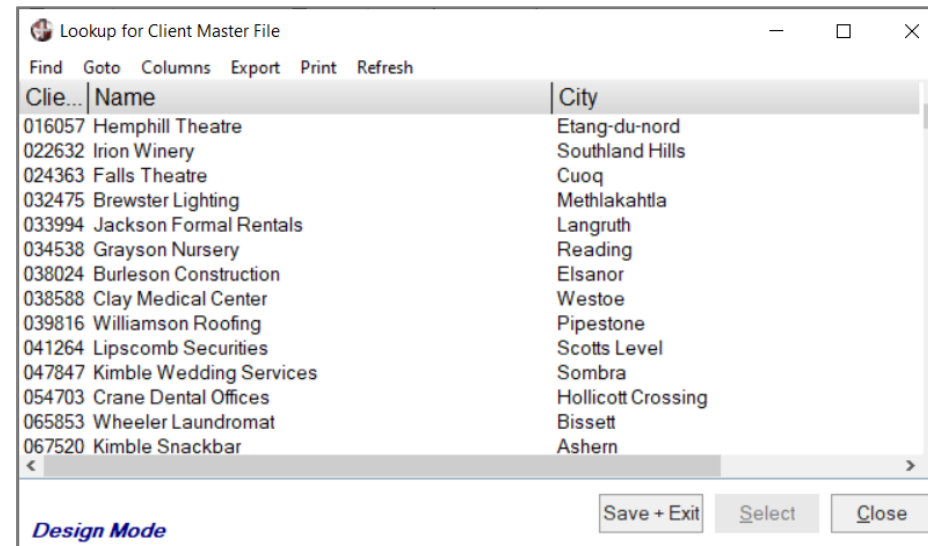 Lookup for Client Master File
Find Goto Columns Export Print Refresh
Clie... Name City
016057 Hemphill Theatre Etang-du-nord
022632 Irion Winery Southland Hills
024363 Falls Theatre Cuoq
032475 Brewster Lighting Methlakahtla
033994 Jackson Formal Rentals Langruth
034538 Grayson Nursery Reading
038024 Burleson Construction Elsanor
038588 Clay Medical Center Westoe
039816 Williamson Roofing Pipestone
041264 Lipscomb Securities Scotts Level
047847 Kimble Wedding Services Sombra
054703 Crane Dental Offices Hollicott Crossing
065853 Wheeler Laundromat Bissett
067520 Kimble Snackbar Ashern
Design Mode Save + Exit Select Close